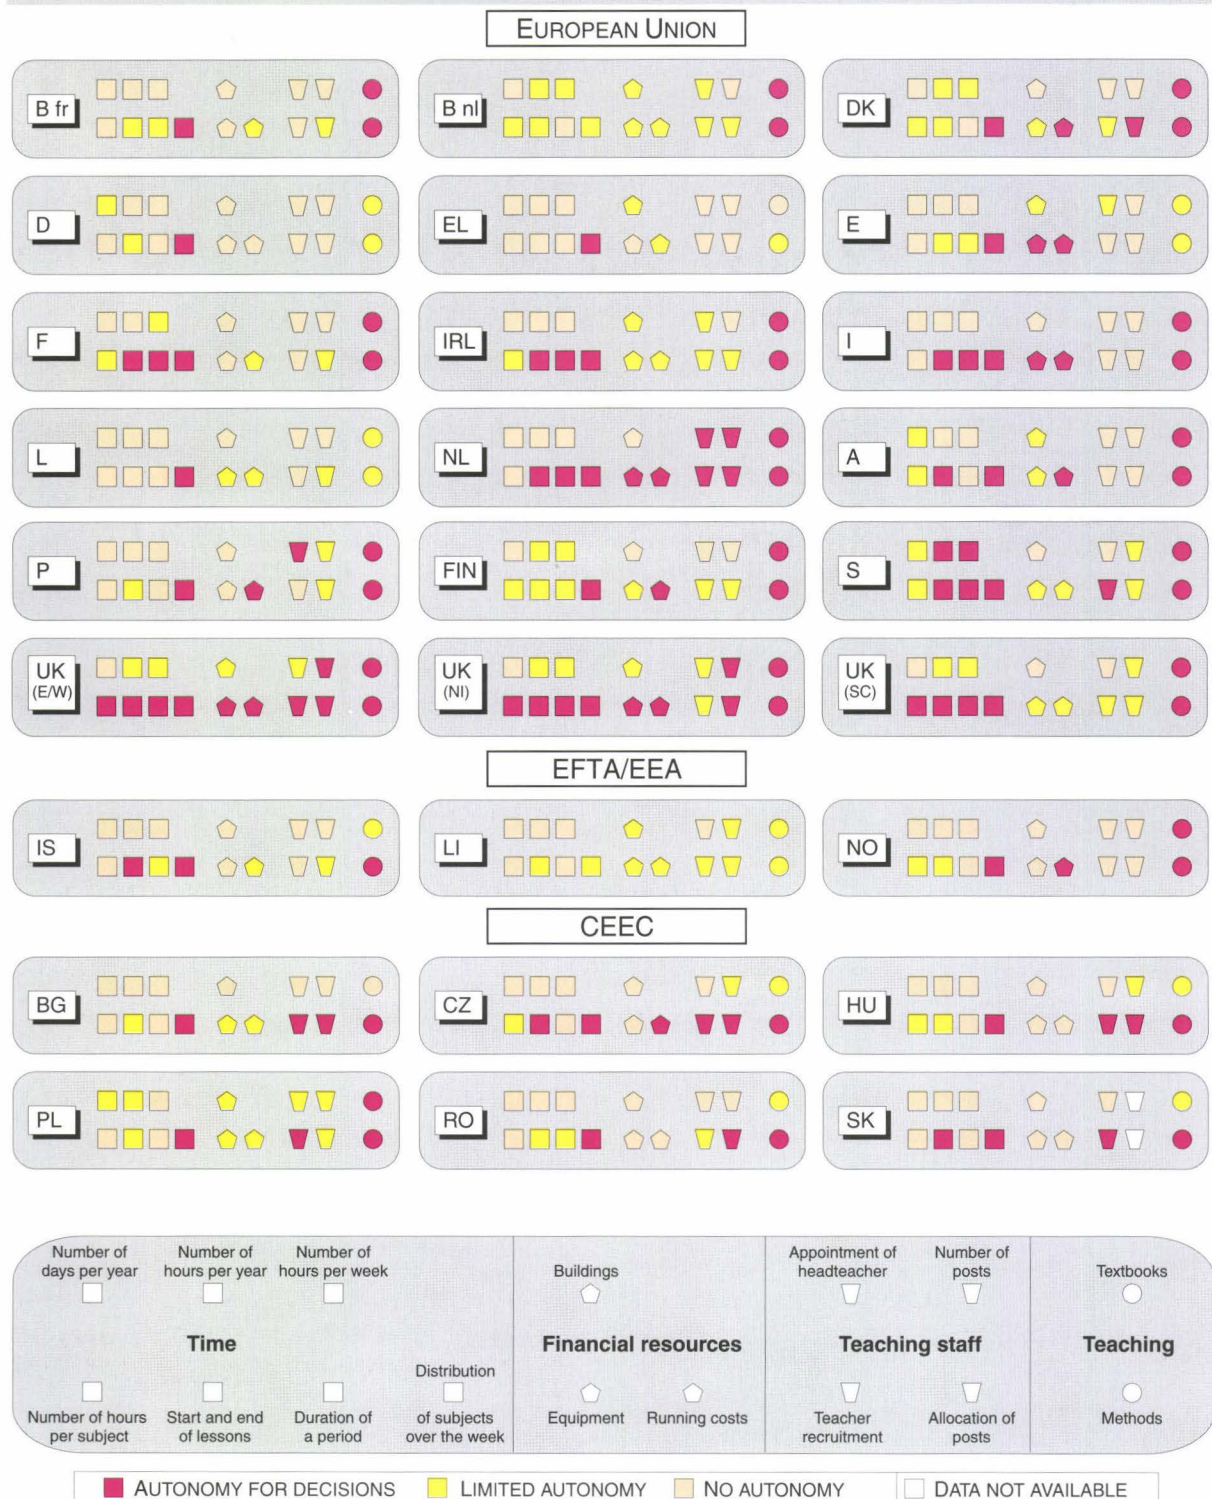 EUROPEAN UNION
B fr
B nl
DK
D
EL
E
F
IRL
I
L
NL
A
P
FIN
S
UK
(E/W)
UK
(NI)
UK
(SC)
EFTA/EEA
IS
LI
NO
CEEC
BG
CZ
HU
PL
RO
SK
Number of
days per year
Number of
hours per year
Number of
hours per week
Buildings
Appointment of
headteacher
Number of
posts
Textbooks
Time
Financial resources
Teaching staff
Teaching
Number of hours
per subject
Start and end
of lessons
Duration of
a period
Distribution
of subjects
over the week
Equipment
Running costs
Teacher
recruitment
Allocation of
posts
Methods
AUTONOMY FOR DECISIONS
LIMITED AUTONOMY
NO AUTONOMY
DATA NOT AVAILABLE